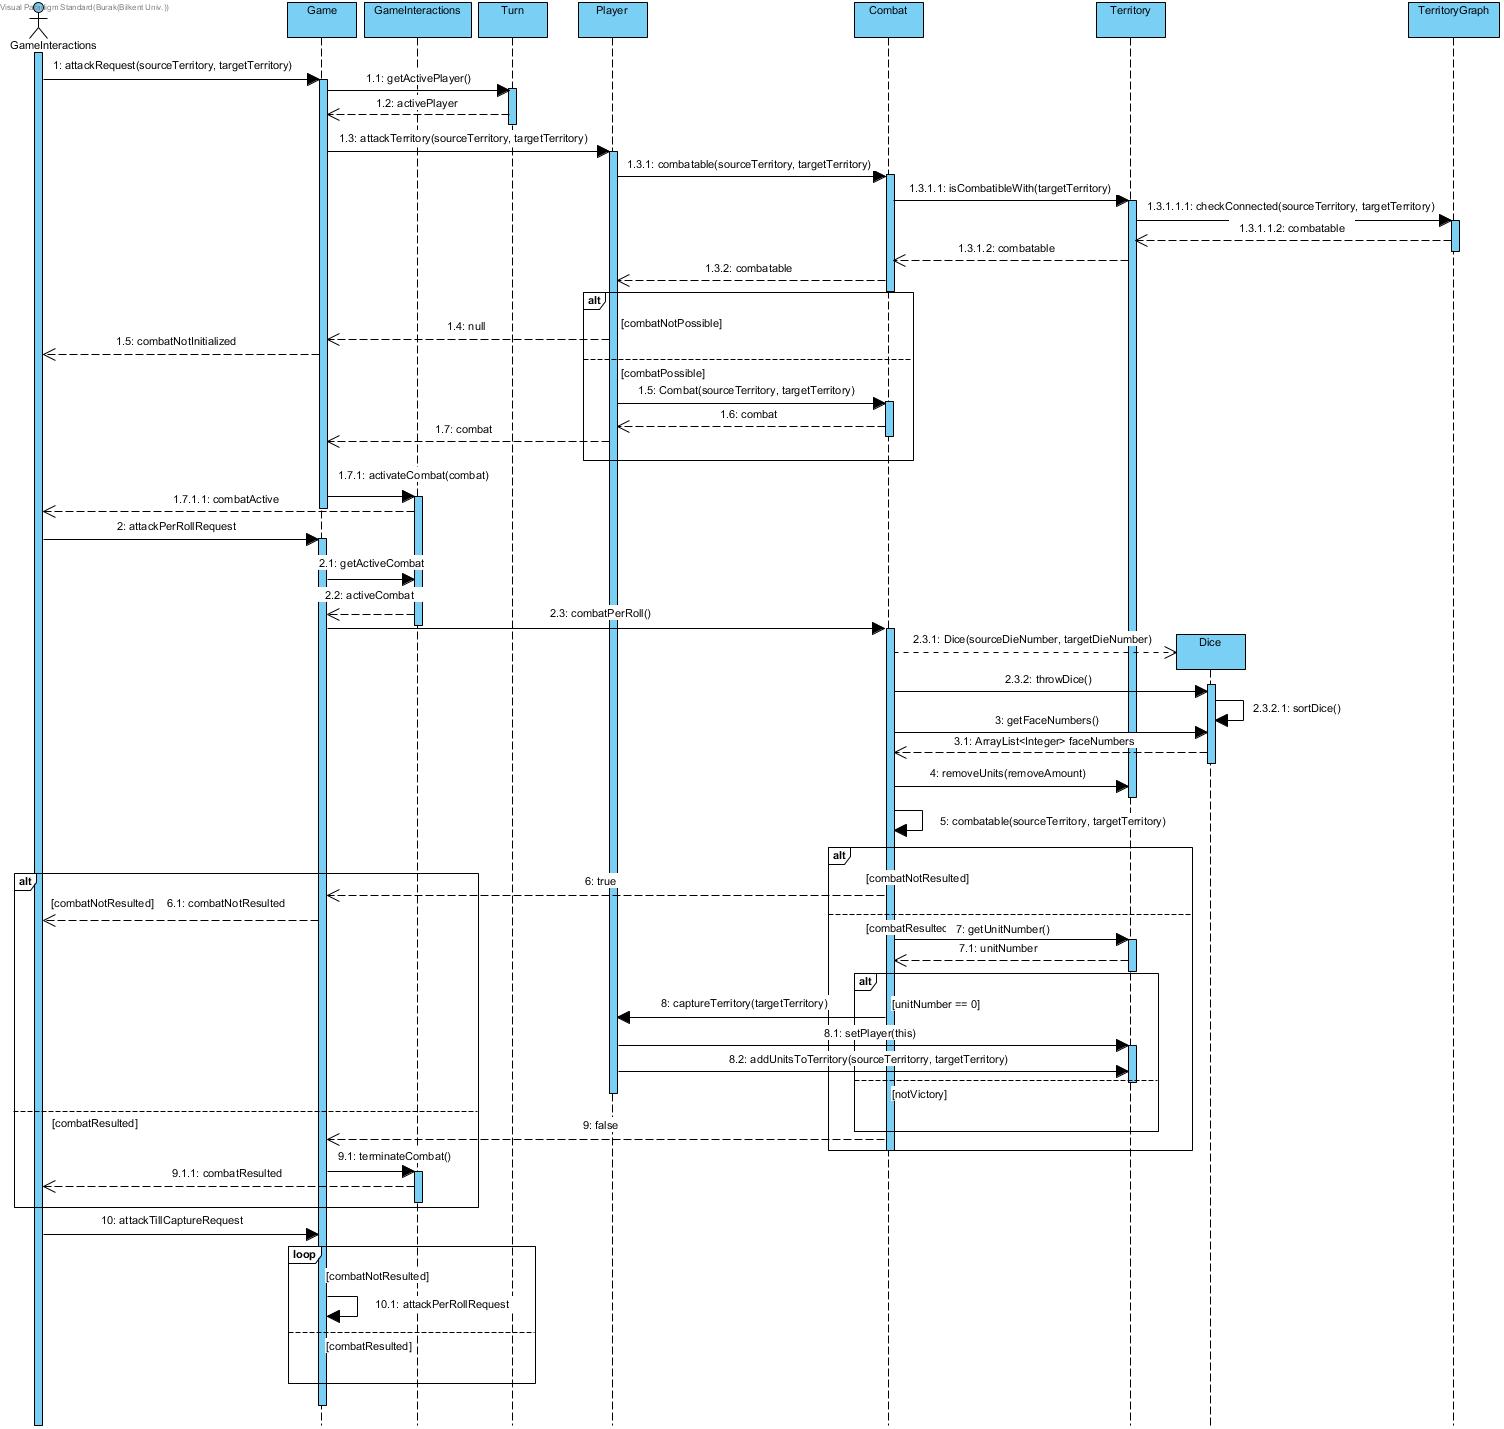 Visual Paradigm Standard(Burak(Bilkent Univ.))
Game
GameInteractions
Turn
Player
Combat
Territory
TerritoryGraph
GameInteractions
1: attackRequest(sourceTerritory, targetTerritory)
1.1: getActivePlayer()
1.2: activePlayer
1.3: attackTerritory(sourceTerritory, targetTerritory)
1.3.1: combatable(sourceTerritory, targetTerritory)
1.3.1.1: isCombatibleWith(targetTerritory)
1.3.1.1.1: checkConnected(sourceTerritory, targetTerritory)
1.3.1.1.2: combatable
1.3.1.2: combatable
1.3.2: combatable
alt
[combatNotPossible]
1.4: null
1.5: combatNotInitialized
[combatPossible]
1.5: Combat(sourceTerritory, targetTerritory)
1.6: combat
1.7: combat
1.7.1: activateCombat(combat)
1.7.1.1: combatActive
2: attackPerRollRequest
2.1: getActiveCombat
2.2: activeCombat
2.3: combatPerRoll()
2.3.1: Dice(sourceDieNumber, targetDieNumber)
Dice
2.3.2: throwDice()
2.3.2.1: sortDice()
3: getFaceNumbers()
3.1: ArrayList<Integer> faceNumbers
4: removeUnits(removeAmount)
5: combatable(sourceTerritory, targetTerritory)
alt
[combatNotResulted]
6: true
alt
[combatNotResulted]
6.1: combatNotResulted
[combatResulted
7: getUnitNumber()
7.1: unitNumber
alt
[unitNumber == 0]
8: captureTerritory(targetTerritory)
8.1: setPlayer(this)
8.2: addUnitsToTerritory(sourceTerritorry, targetTerritory)
[notVictory]
[combatResulted]
9: false
9.1: terminateCombat()
9.1.1: combatResulted
10: attackTillCaptureRequest
loop
[combatNotResulted]
10.1: attackPerRollRequest
[combatResulted]